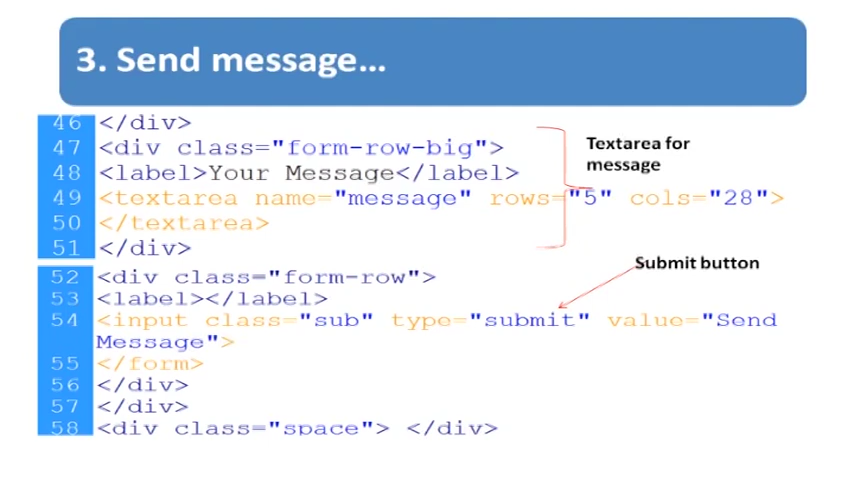 3. Send message…
46 </div>
47 <div class="form-row-big">
48 <label>Your Message</label>
49 <textarea name="message" rows="5" cols="28">
50 </textarea>
51 </div>
Textarea for
message
52 <div class="form-row">
53 <label></label>
54 <input class="sub" type="submit" value="Send
Message">
55 </form>
56 </div>
57 </div>
58 <div class="space"> </div>
Submit button